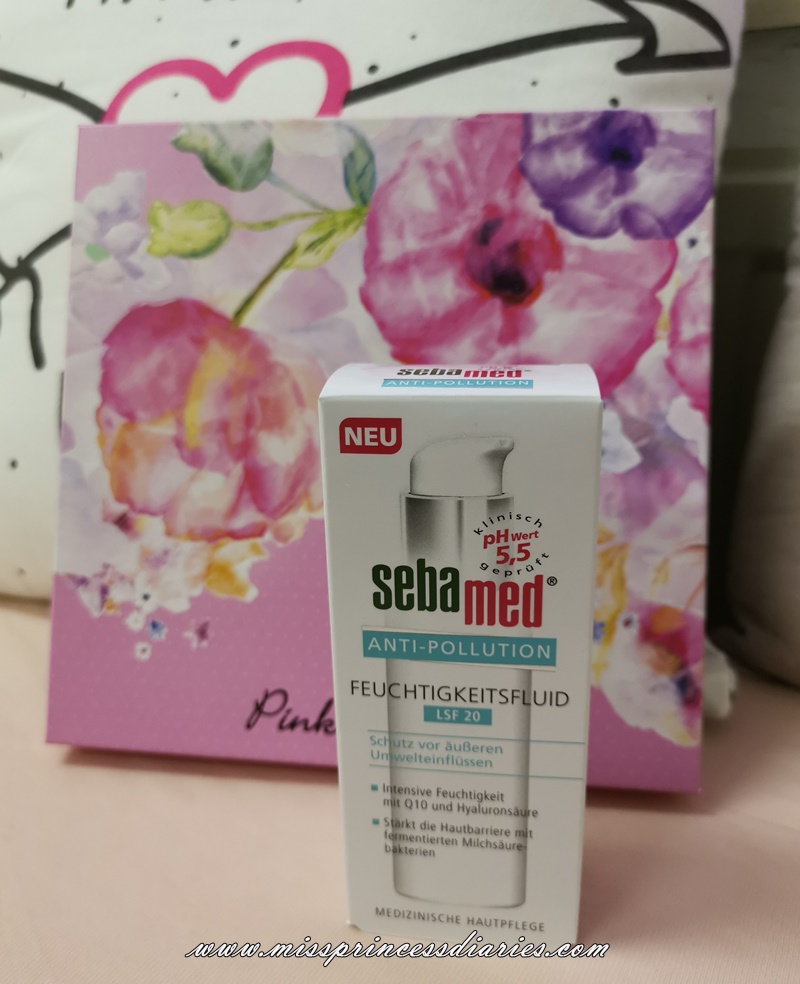 sebamed
ANTI-POLLUTION
NEU
klinisch
pH Wert
5,5
geprüft
sebamed®
ANTI-POLLUTION
FEUCHTIGKEITSFLUID
LSF 20
Schutz vor äußeren
Umwelteinflüssen
Intensive Feuchtigkeit
mit Q10 und Hyaluronsäure
Stärkt die Hautbarriere mit
fermentierten Milchsäure-
bakterien
MEDIZINISCHE HAUTPFLEGE
Pink
www.missprincessdiaries.com